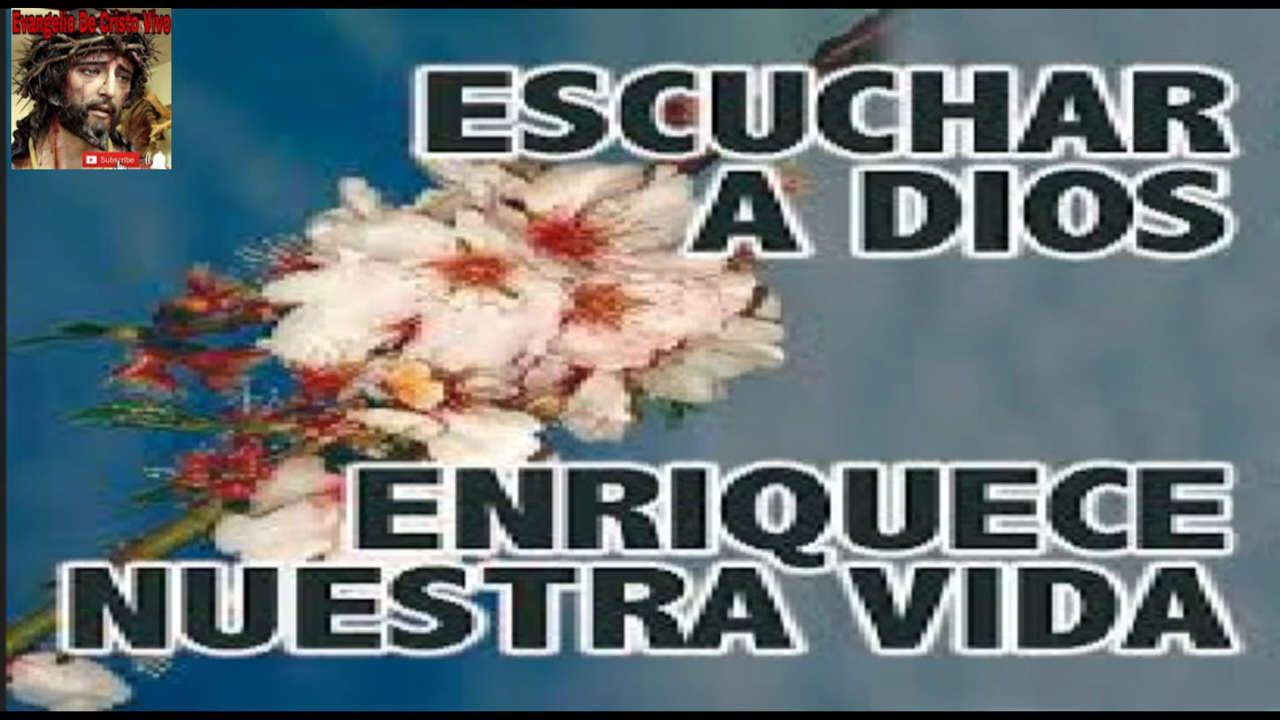 Evangelio De Cristo Vivo
Subscribe
ESCUCHAR
A DIOS
ENRIQUECE
NUESTRA VIDA